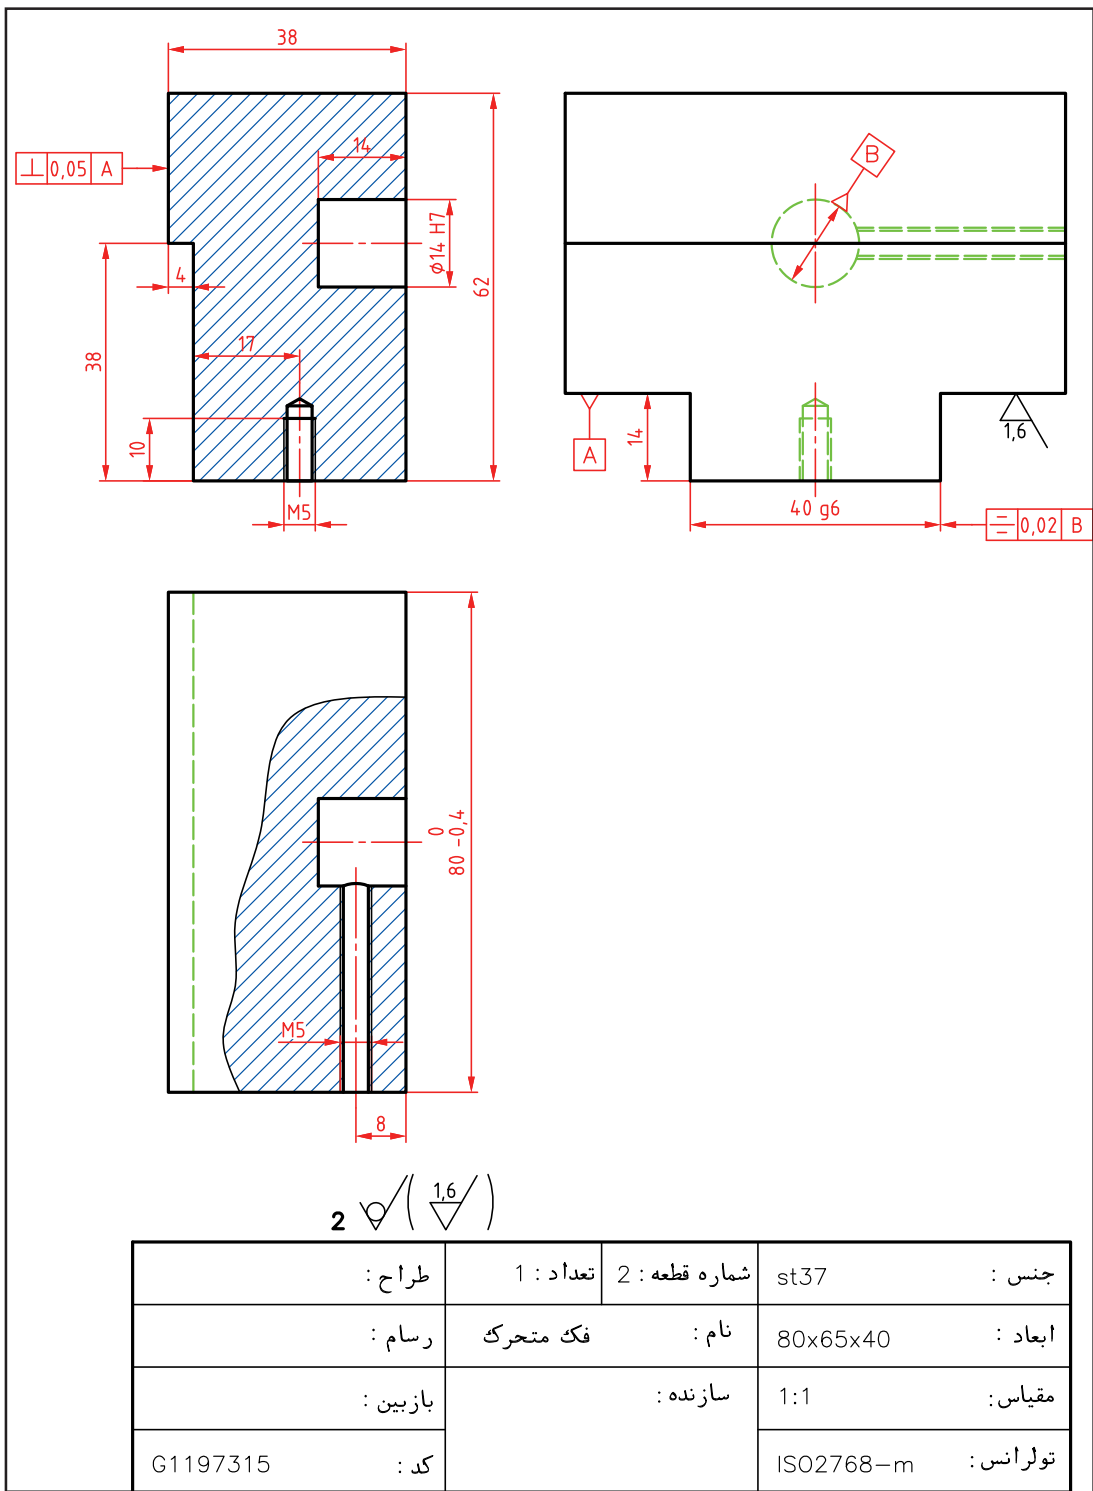 38
⊥ 0,05 A
14
ϕ14 H7
62
4
17
38
10
M5
B
A
14
1,6
40 g6
⌯ 0,02 B
0
80 -0,4
M5
8
2 ( 1,6 )
جنس : st37
شماره قطعه : 2
تعداد : 1
طراح :
ابعاد : 80x65x40
نام : فک متحرک
رسام :
مقیاس: 1:1
سازنده :
بازبین :
تولرانس : ISO2768-m
کد : G1197315